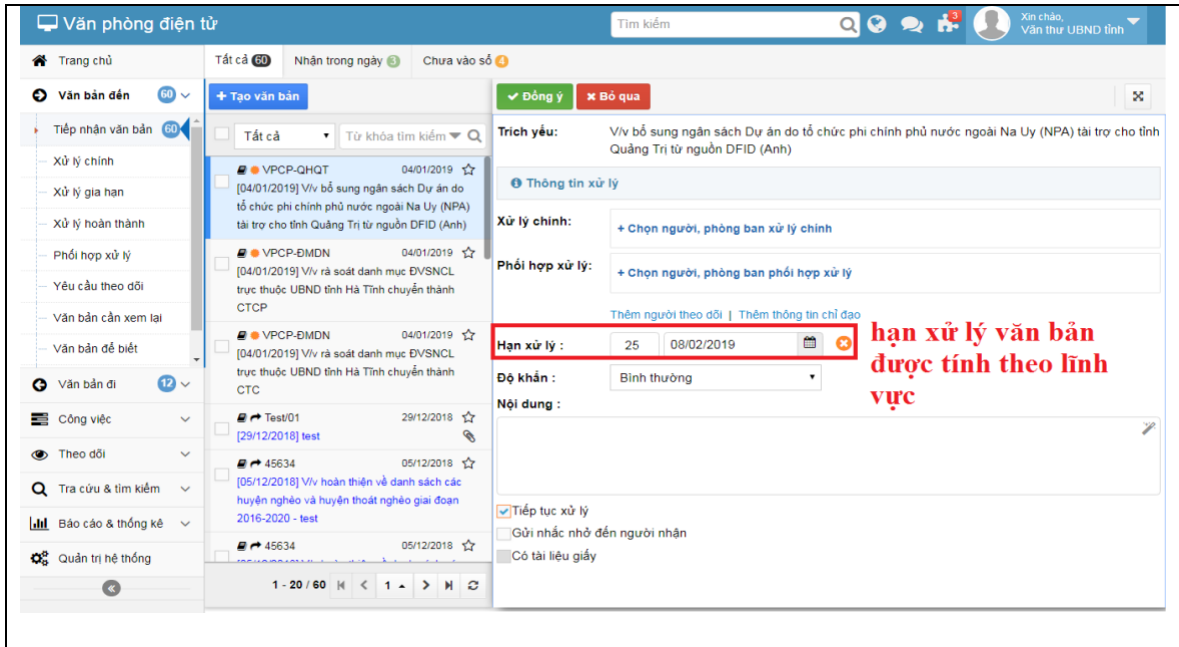 Văn phòng điện tử
Tìm kiếm
3
Xin chào,
Văn thư UBND tỉnh
Trang chủ
Văn bản đến 60
Tiếp nhận văn bản 60
Xử lý chính
Xử lý gia hạn
Xử lý hoàn thành
Phối hợp xử lý
Yêu cầu theo dõi
Văn bản cần xem lại
Văn bản để biết
Văn bản đi 12
Công việc
Theo dõi
Tra cứu & tìm kiếm
Báo cáo & thống kê
Quản trị hệ thống
Tất cả 60 Nhận trong ngày 0 Chưa vào sổ 4
+ Tạo văn bản
Tất cả Từ khóa tìm kiếm
VPCP-QHQT 04/01/2019
[04/01/2019] V/v bổ sung ngân sách Dự án do
tổ chức phi chính phủ nước ngoài Na Uy (NPA)
tài trợ cho tỉnh Quảng Trị từ nguồn DFID (Anh)
VPCP-ĐMDN 04/01/2019
[04/01/2019] V/v rà soát danh mục ĐVSNCL
trực thuộc UBND tỉnh Hà Tĩnh chuyển thành
CTCP
VPCP-ĐMDN 04/01/2019
[04/01/2019] V/v rà soát danh mục ĐVSNCL
trực thuộc UBND tỉnh Hà Tĩnh chuyển thành
CTC
Test/01 29/12/2018
[29/12/2018] test
45634 05/12/2018
[05/12/2018] V/v hoàn thiện về danh sách các
huyện nghèo và huyện thoát nghèo giai đoạn
2016-2020 - test
45634 05/12/2018
1 - 20 / 60 1
Đồng ý Bỏ qua
Trích yếu: V/v bổ sung ngân sách Dự án do tổ chức phi chính phủ nước ngoài Na Uy (NPA) tài trợ cho tỉnh
Quảng Trị từ nguồn DFID (Anh)
Thông tin xử lý
Xử lý chính: + Chọn người, phòng ban xử lý chính
Phối hợp xử lý: + Chọn người, phòng ban phối hợp xử lý
Thêm người theo dõi | Thêm thông tin chỉ đạo
Hạn xử lý : 25 08/02/2019
hạn xử lý văn bản
được tính theo lĩnh
vực
Độ khẩn : Bình thường
Nội dung :
Tiếp tục xử lý
Gửi nhắc nhở đến người nhận
Có tài liệu giấy